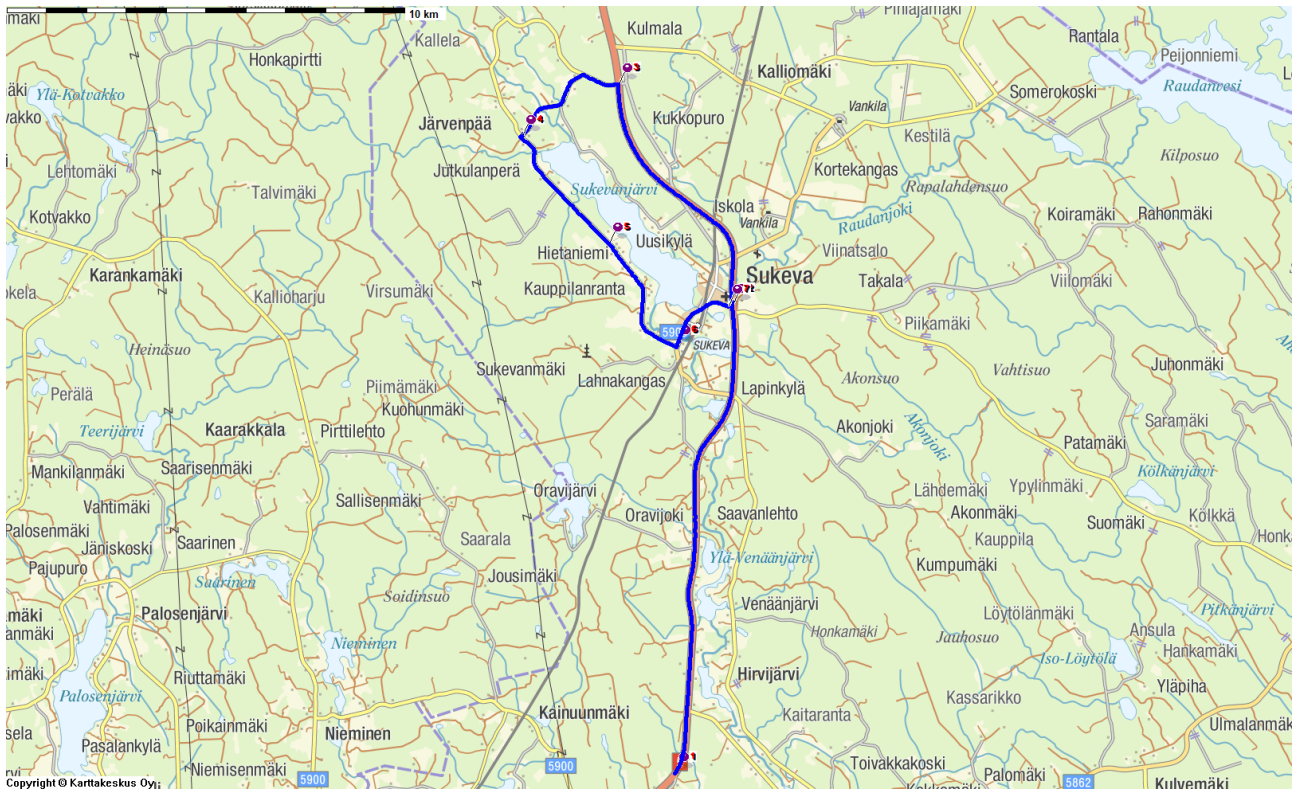 10 km
Kulmala
Rantala
Pihlajamäki
Peijonniemi
Kallela
Honkapirtti
3
Kalliomäki
Raudanvesi
Ylä-Kotvakko
Vankila
Somerokoski
Kukkopuro
4
Järvenpää
Kestilä
Kilposuo
Lehtomäki
Jutkulanperä
Kortekangas
Talvimäki
Sukevanjärvi
Rapalahdensuo
Kotvakko
Iskola
Vankila
Raudanjoki
Koiramäki
Rahonmäki
5
Uusikylä
Hietaniemi
Viinatsalo
Karankamäki
Sukeva
Takala
Viilomäki
Kallioharju
Virsumäki
Kauppilanranta
Piikamäki
6
SUKEVA
Heinäsuo
Sukevanmäki
Lahnakangas
Juhonmäki
Vahtisuo
Akonsuo
Perälä
Piimämäki
Lapinkylä
Kuohunmäki
Saramäki
Teerijärvi
Kaarakkala
Pirttilehto
Akonjoki
Akonjoki
Patamäki
Mankilanmäki
Saarisenmäki
Kölkänjärvi
Oravijärvi
Lähdemäki
Ypylinmäki
Sallisenmäki
Vahtimäki
Oravijoki
Saavanlehto
Akonmäki
Kölkkä
Suomäki
Palosenmäki
Saarinen
Saarala
Kauppila
Jäniskoski
Ylä-Venäänjärvi
Pajupuro
Kumpumäki
Saarinen
Jousimäki
Soidinsuo
Palosenjärvi
Venäänjärvi
Löytölänmäki
Pitkänjärvi
Honkamäki
Jauhosuo
Ansula
Nieminen
Hankamäki
Iso-Löytölä
Riuttamäki
Hirvijärvi
Palosenjärvi
Kassarikko
Yläpiha
Kainuunmäki
Kaitaranta
Poikainmäki
Ulmalanmäki
Nieminen
Pasalankylä
1
Toivakkakoski
Niemisenmäki
5900
5900
Palomäki
5862
Kulvemäki
Copyright © Karttakeskus Oy